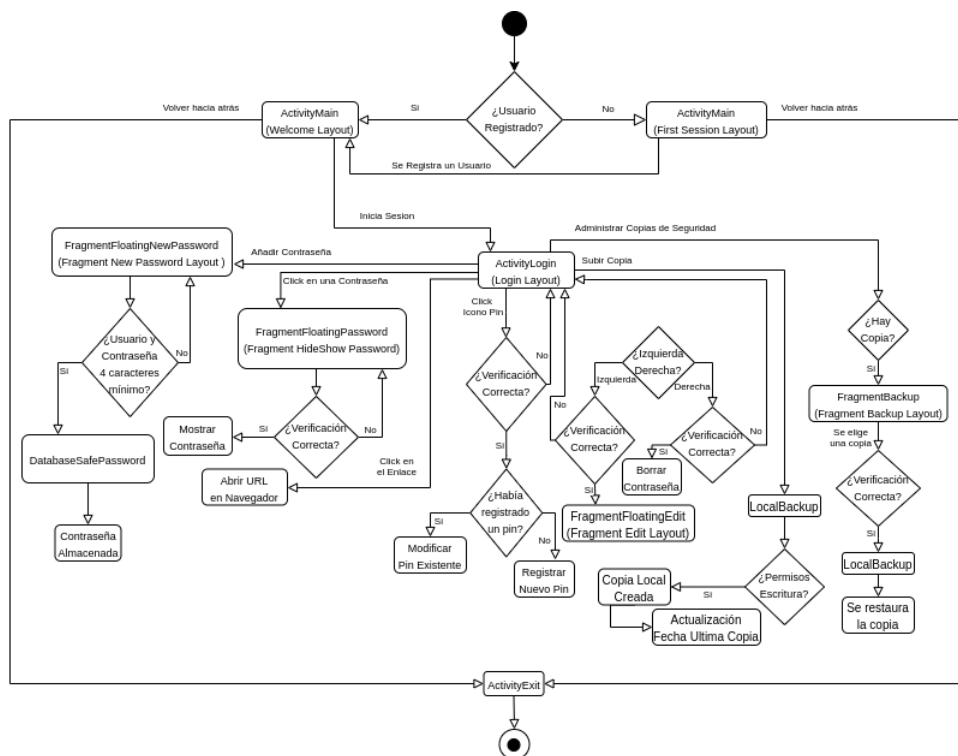 ¿Usuario
Registrado?
Volver hacia atrás
ActivityMain
(Welcome Layout)
Si
No
ActivityMain
(First Session Layout)
Volver hacia atrás
Se Registra un Usuario
Inicia Sesion
Administrar Copias de Seguridad
FragmentFloatingNewPassword
(Fragment New Password Layout )
Añadir Contraseña
ActivityLogin
(Login Layout)
Subir Copia
Click en una Contraseña
Click
Icono Pin
¿Usuario y
Contraseña
4 caracteres
mínimo?
Si
No
FragmentFloatingPassword
(Fragment HideShow Password)
¿Verificación
Correcta?
Si
No
Mostrar
Contraseña
Click en
el Enlace
Abrir URL
en Navegador
DatabaseSafePassword
Contraseña
Almacenada
¿Verificación
Correcta?
No
Si
¿Había
registrado
un pin?
Si
No
Modificar
Pin Existente
Registrar
Nuevo Pin
¿Izquierda
Derecha?
Izquierda
Derecha
¿Verificación
Correcta?
No
Si
FragmentFloatingEdit
(Fragment Edit Layout)
¿Verificación
Correcta?
No
Si
Borrar
Contraseña
LocalBackup
¿Permisos
Escritura?
Si
Copia Local
Creada
Actualización
Fecha Ultima Copia
¿Hay
Copia?
Si
FragmentBackup
(Fragment Backup Layout)
Se elige
una copia
¿Verificación
Correcta?
Si
LocalBackup
Se restaura
la copia
ActivityExit